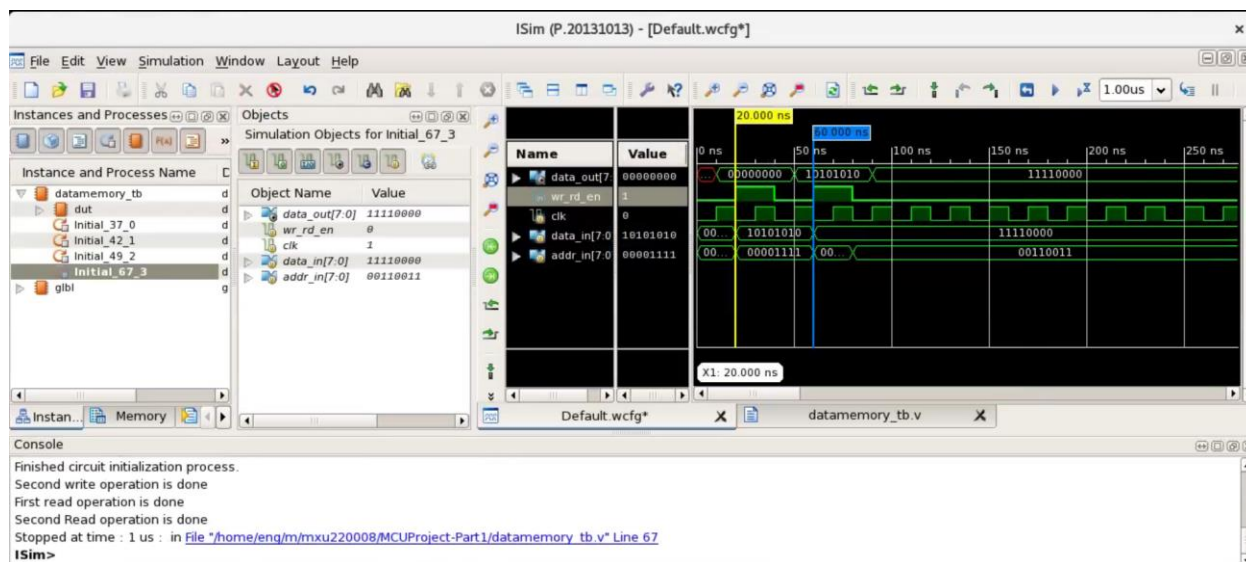 ISim (P.20131013) - [Default.wcfg*]
File Edit View Simulation Window Layout Help
1.00us
Instances and Processes
Instance and Process Name D
datamemory_tb d
dut d
Initial_37_0 d
Initial_42_1 d
Initial_49_2 d
Initial_67_3 d
glbl g
Instan... Memory
Objects
Simulation Objects for Initial_67_3
Object Name Value
data_out[7:0] 11110000
wr_rd_en 0
clk 1
data_in[7:0] 11110000
addr_in[7:0] 00110011
Name Value
data_out[7: 00000000
wr_rd_en 1
clk 0
data_in[7:0 10101010
addr_in[7:0 00001111
20.000 ns
60.000 ns
0 ns 50 ns 100 ns 150 ns 200 ns 250 ns
... 00000000 10101010 11110000
00... 10101010 11110000
00... 00001111 00... 00110011
X1: 20.000 ns
Default.wcfg* datamemory_tb.v
Console
Finished circuit initialization process.
Second write operation is done
First read operation is done
Second Read operation is done
Stopped at time : 1 us : in File "/home/eng/m/mxu220008/MCUProject-Part1/datamemory_tb.v" Line 67
ISim>